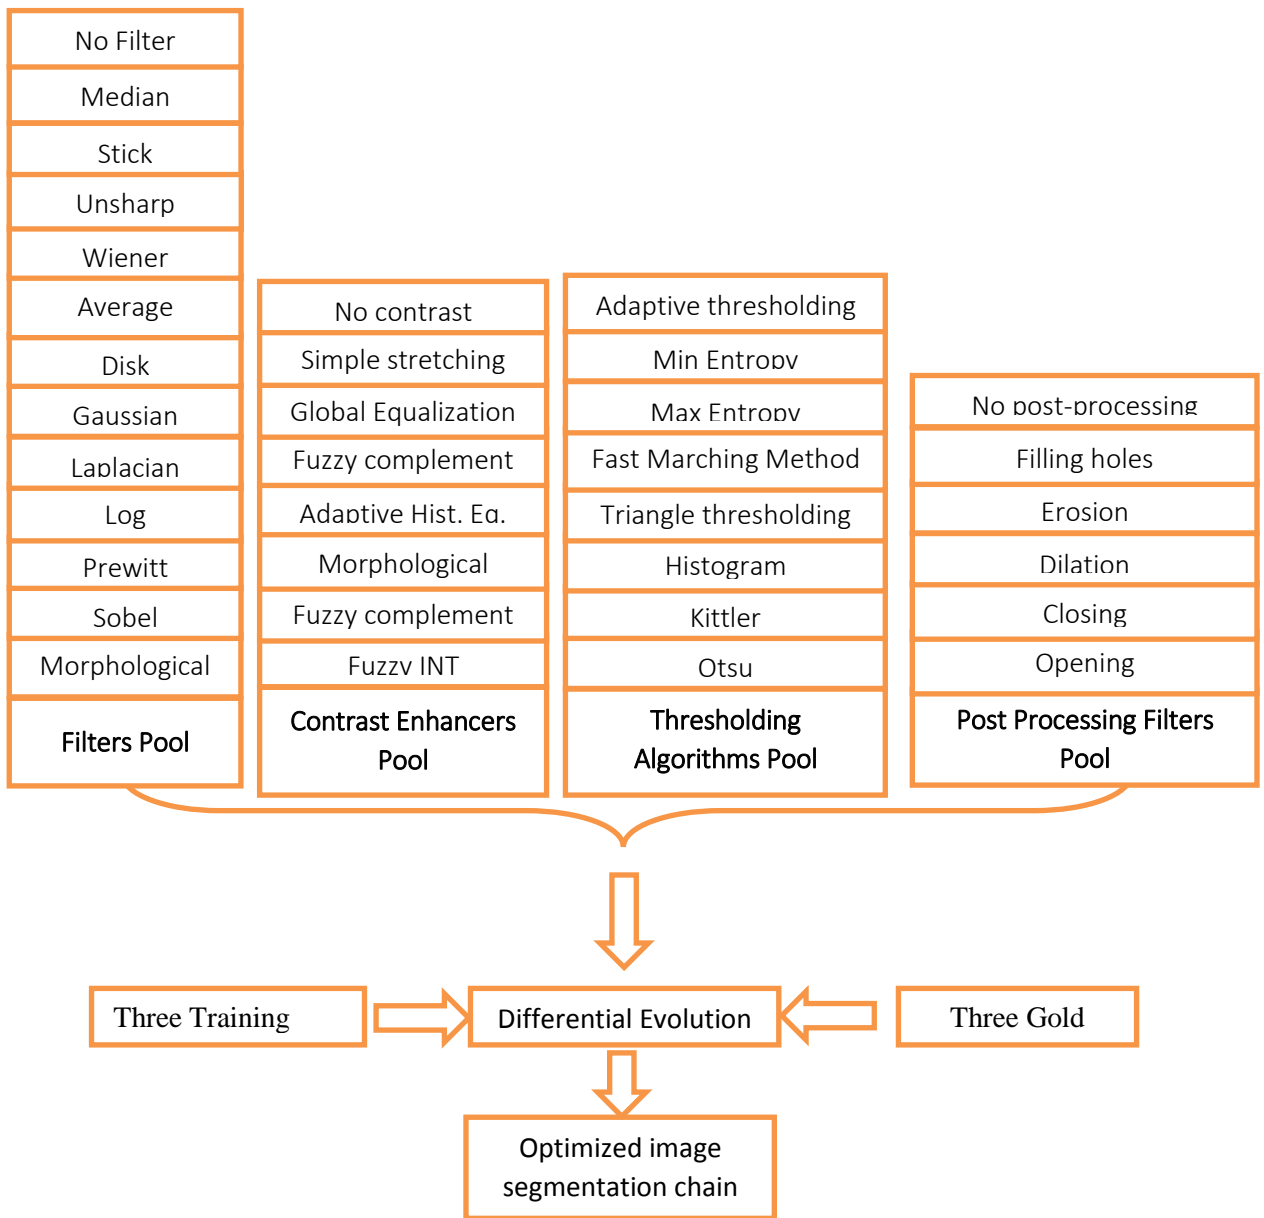 No Filter
Median
Stick
Unsharp
Wiener
Average
Disk
Gaussian
Laplacian
Log
Prewitt
Sobel
Morphological
Filters Pool
No contrast
Simple stretching
Global Equalization
Fuzzy complement
Adaptive Hist. Eq.
Morphological
Fuzzy complement
Fuzzy INT
Contrast Enhancers
Pool
Adaptive thresholding
Min Entropy
Max Entropy
Fast Marching Method
Triangle thresholding
Histogram
Kittler
Otsu
Thresholding
Algorithms Pool
No post-processing
Filling holes
Erosion
Dilation
Closing
Opening
Post Processing Filters
Pool
Three Training
Differential Evolution
Three Gold
Optimized image
segmentation chain